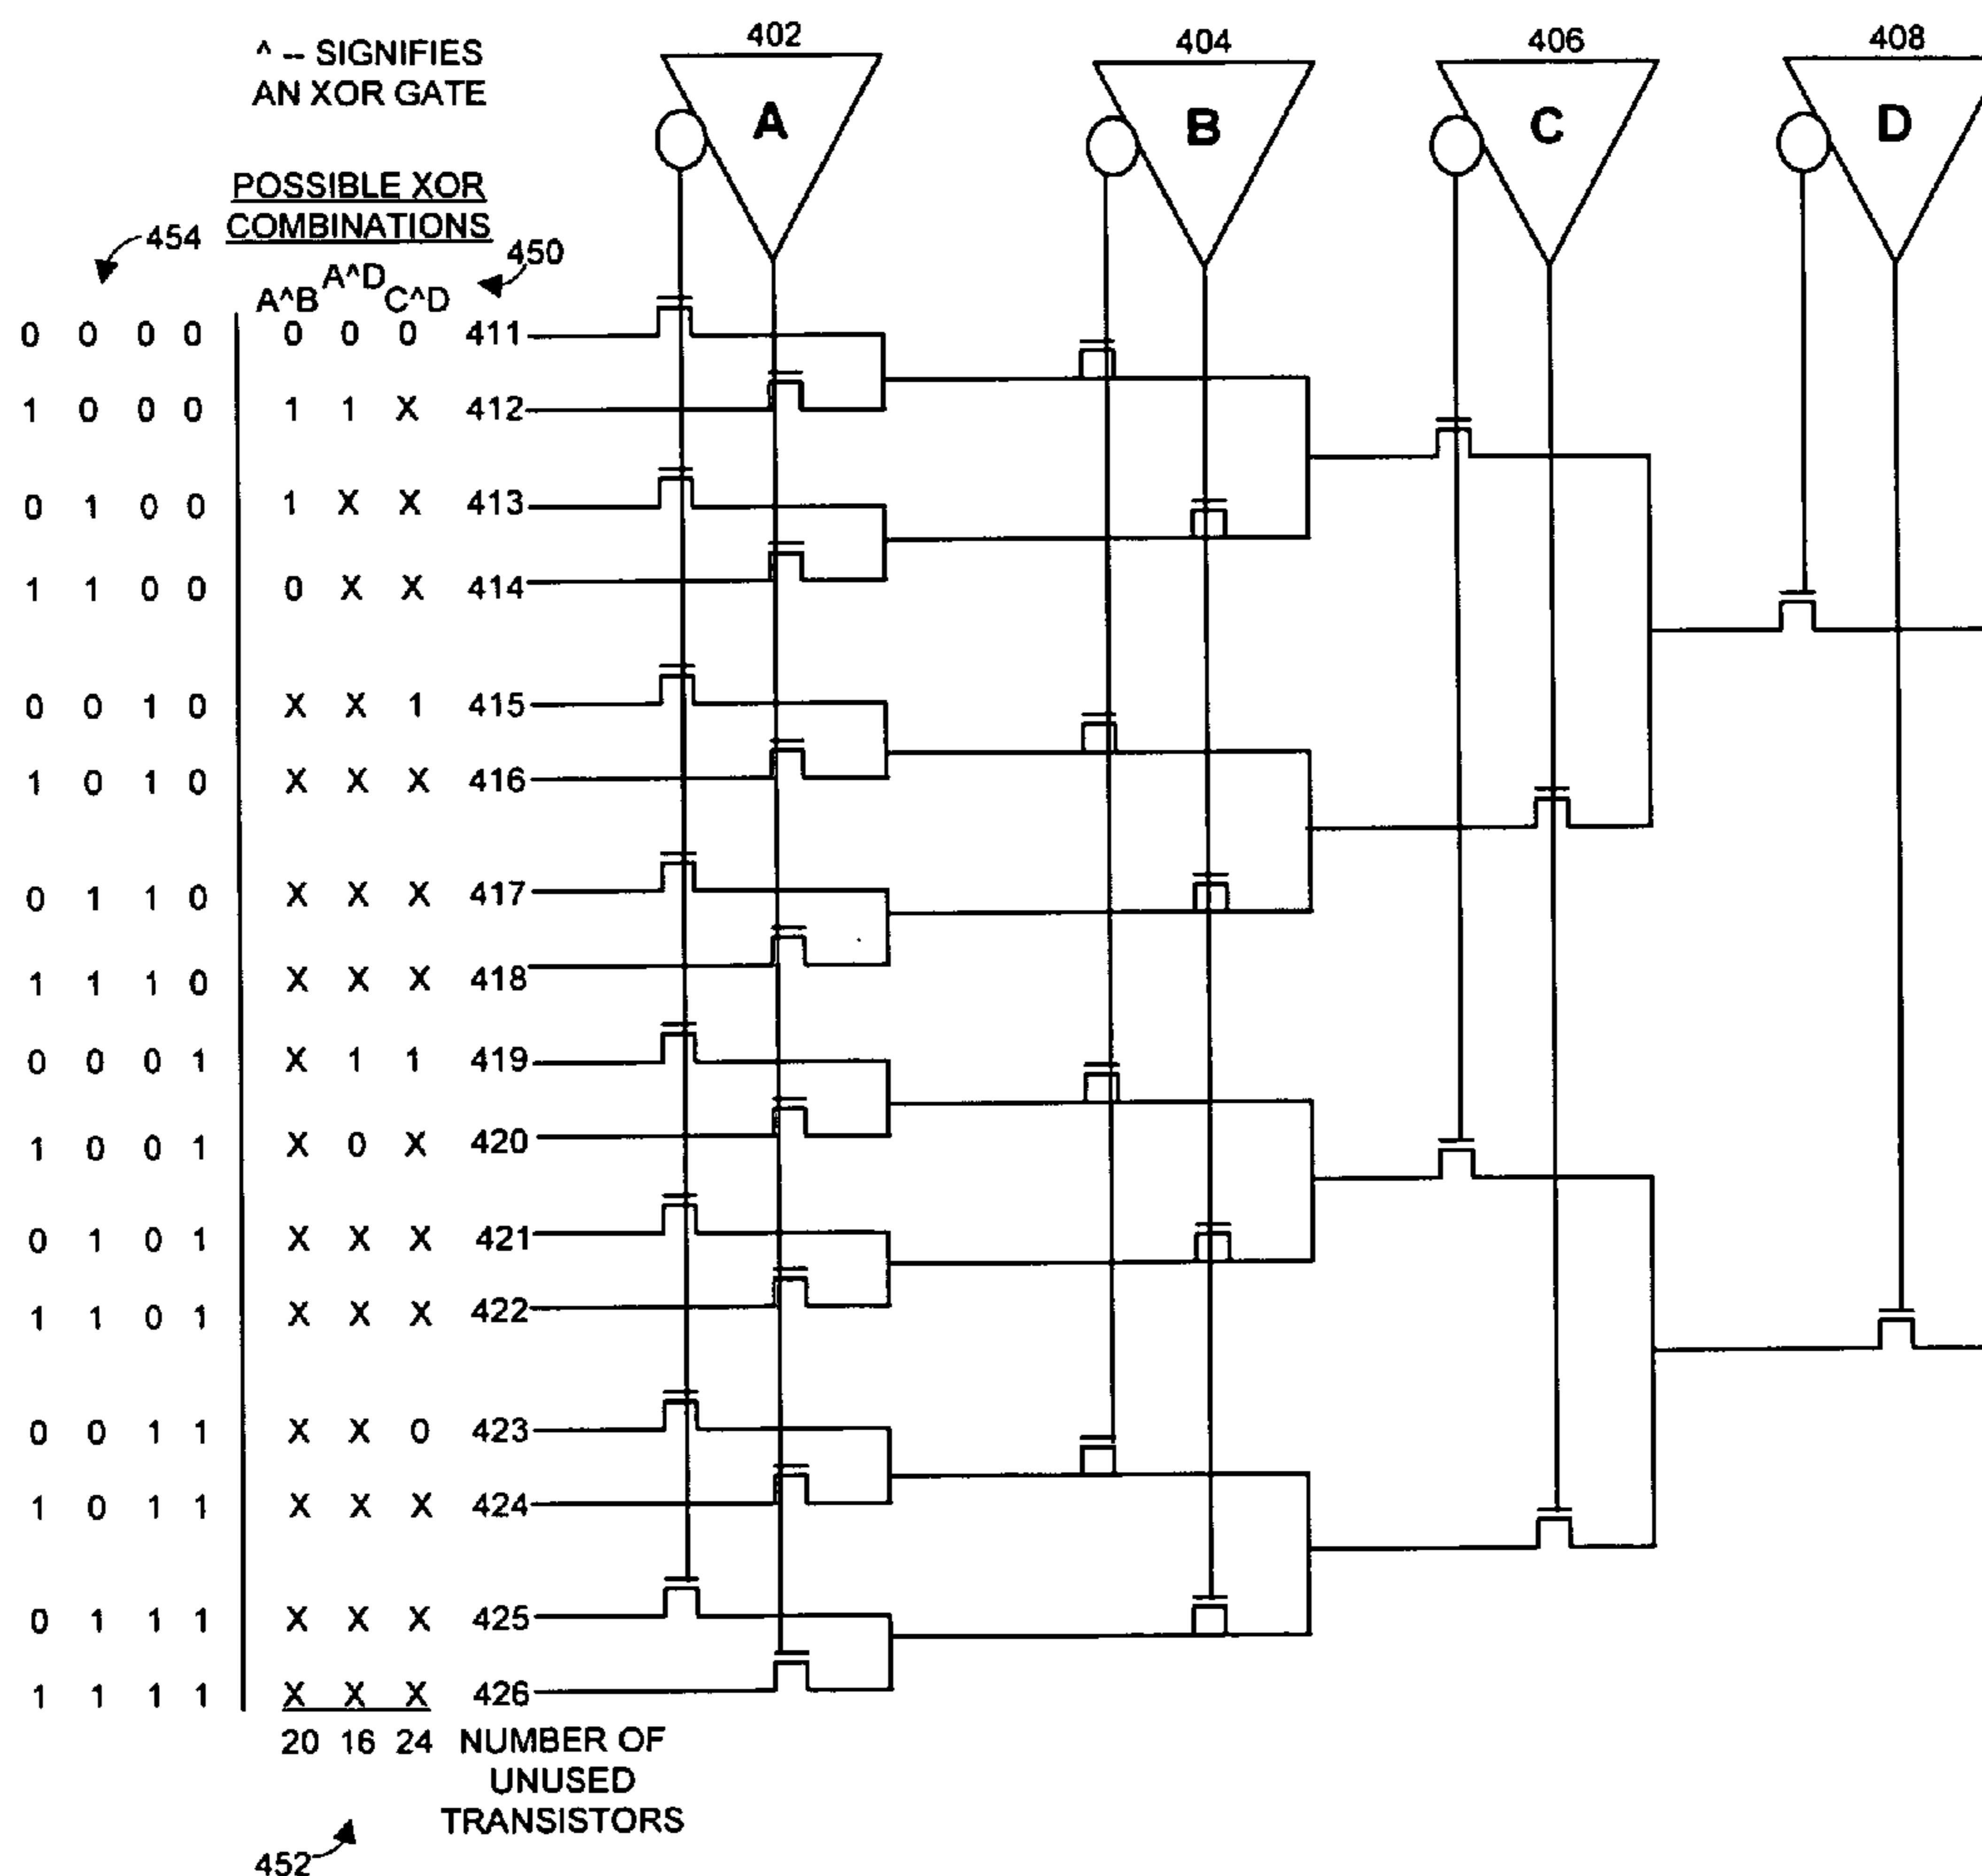 ^ -- SIGNIFIES
AN XOR GATE
402
404
406
408
A
B
C
D
POSSIBLE XOR
COMBINATIONS
454
450
A^B A^D C^D
0 0 0 0 0 0 0 411
1 0 0 0 1 1 X 412
0 1 0 0 1 X X 413
1 1 0 0 0 X X 414
0 0 1 0 X X 1 415
1 0 1 0 X X X 416
0 1 1 0 X X X 417
1 1 1 0 X X X 418
0 0 0 1 X 1 1 419
1 0 0 1 X 0 X 420
0 1 0 1 X X X 421
1 1 0 1 X X X 422
0 0 1 1 X X 0 423
1 0 1 1 X X X 424
0 1 1 1 X X X 425
1 1 1 1 X X X 426
20 16 24 NUMBER OF
UNUSED
TRANSISTORS
452